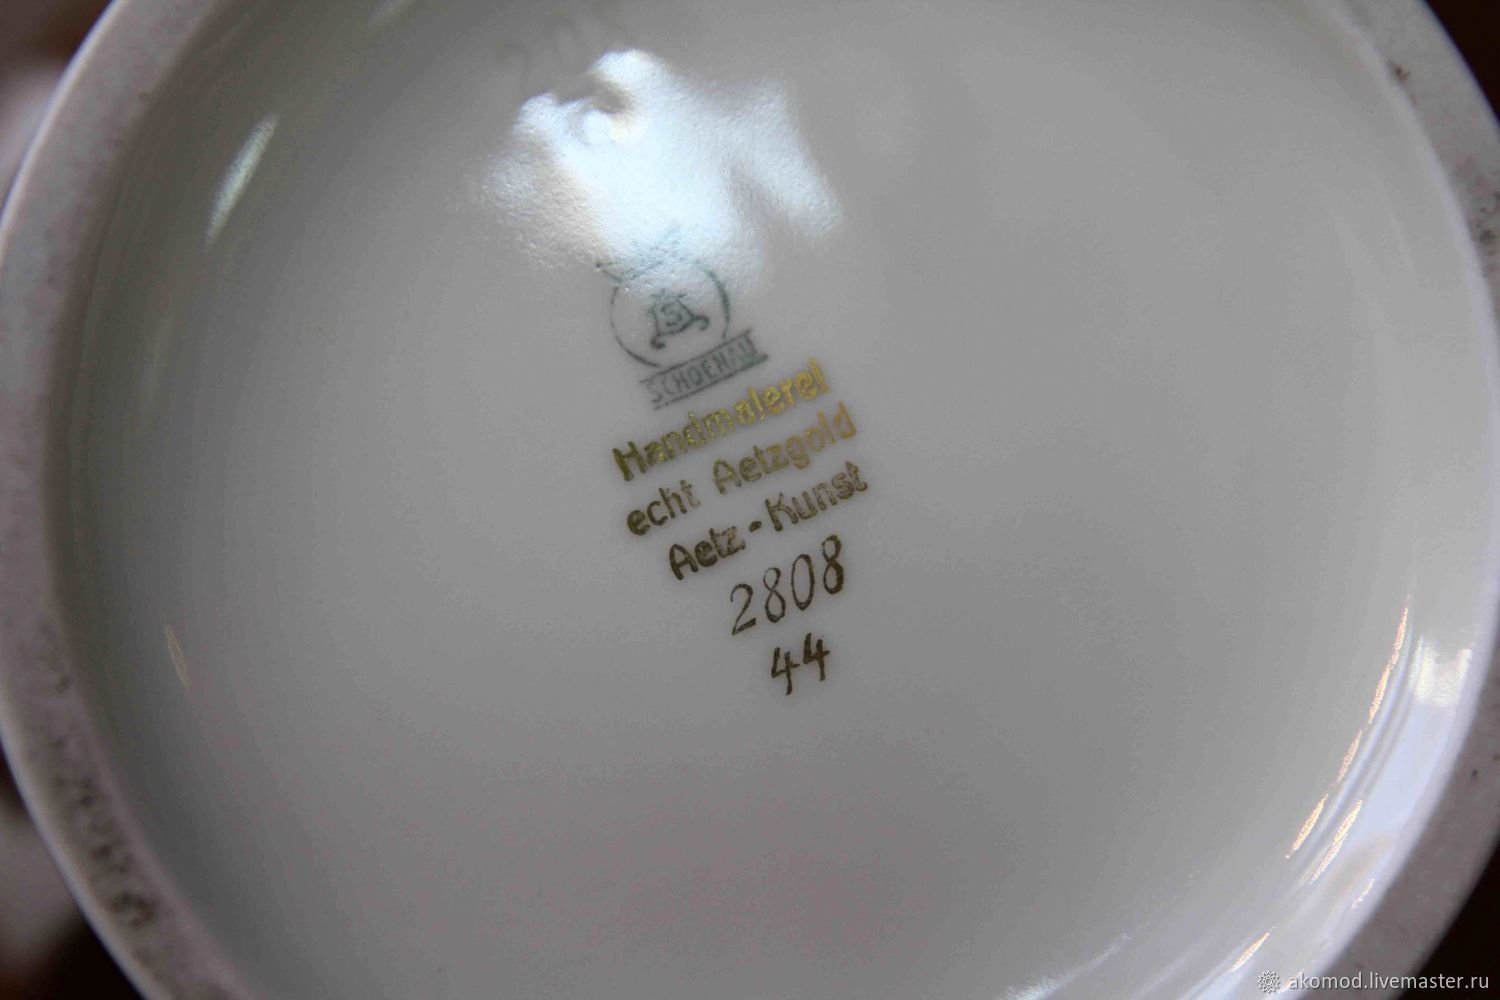 S
SCHOENAU
Handmalerei
echt Aetzgold
Aetz-Kunst
2808
44
akomod.livemaster.ru